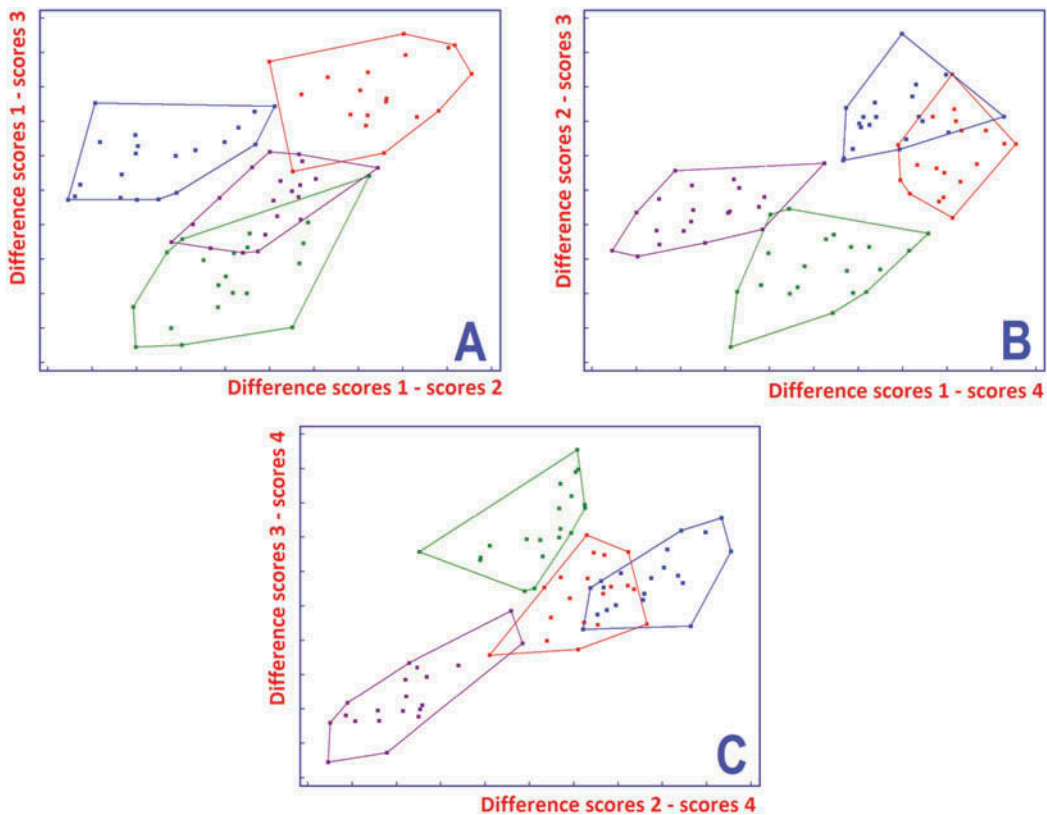 Difference scores 1 - scores 3
A
Difference scores 1 - scores 2
Difference scores 2 - scores 3
B
Difference scores 1 - scores 4
Difference scores 3 - scores 4
C
Difference scores 2 - scores 4